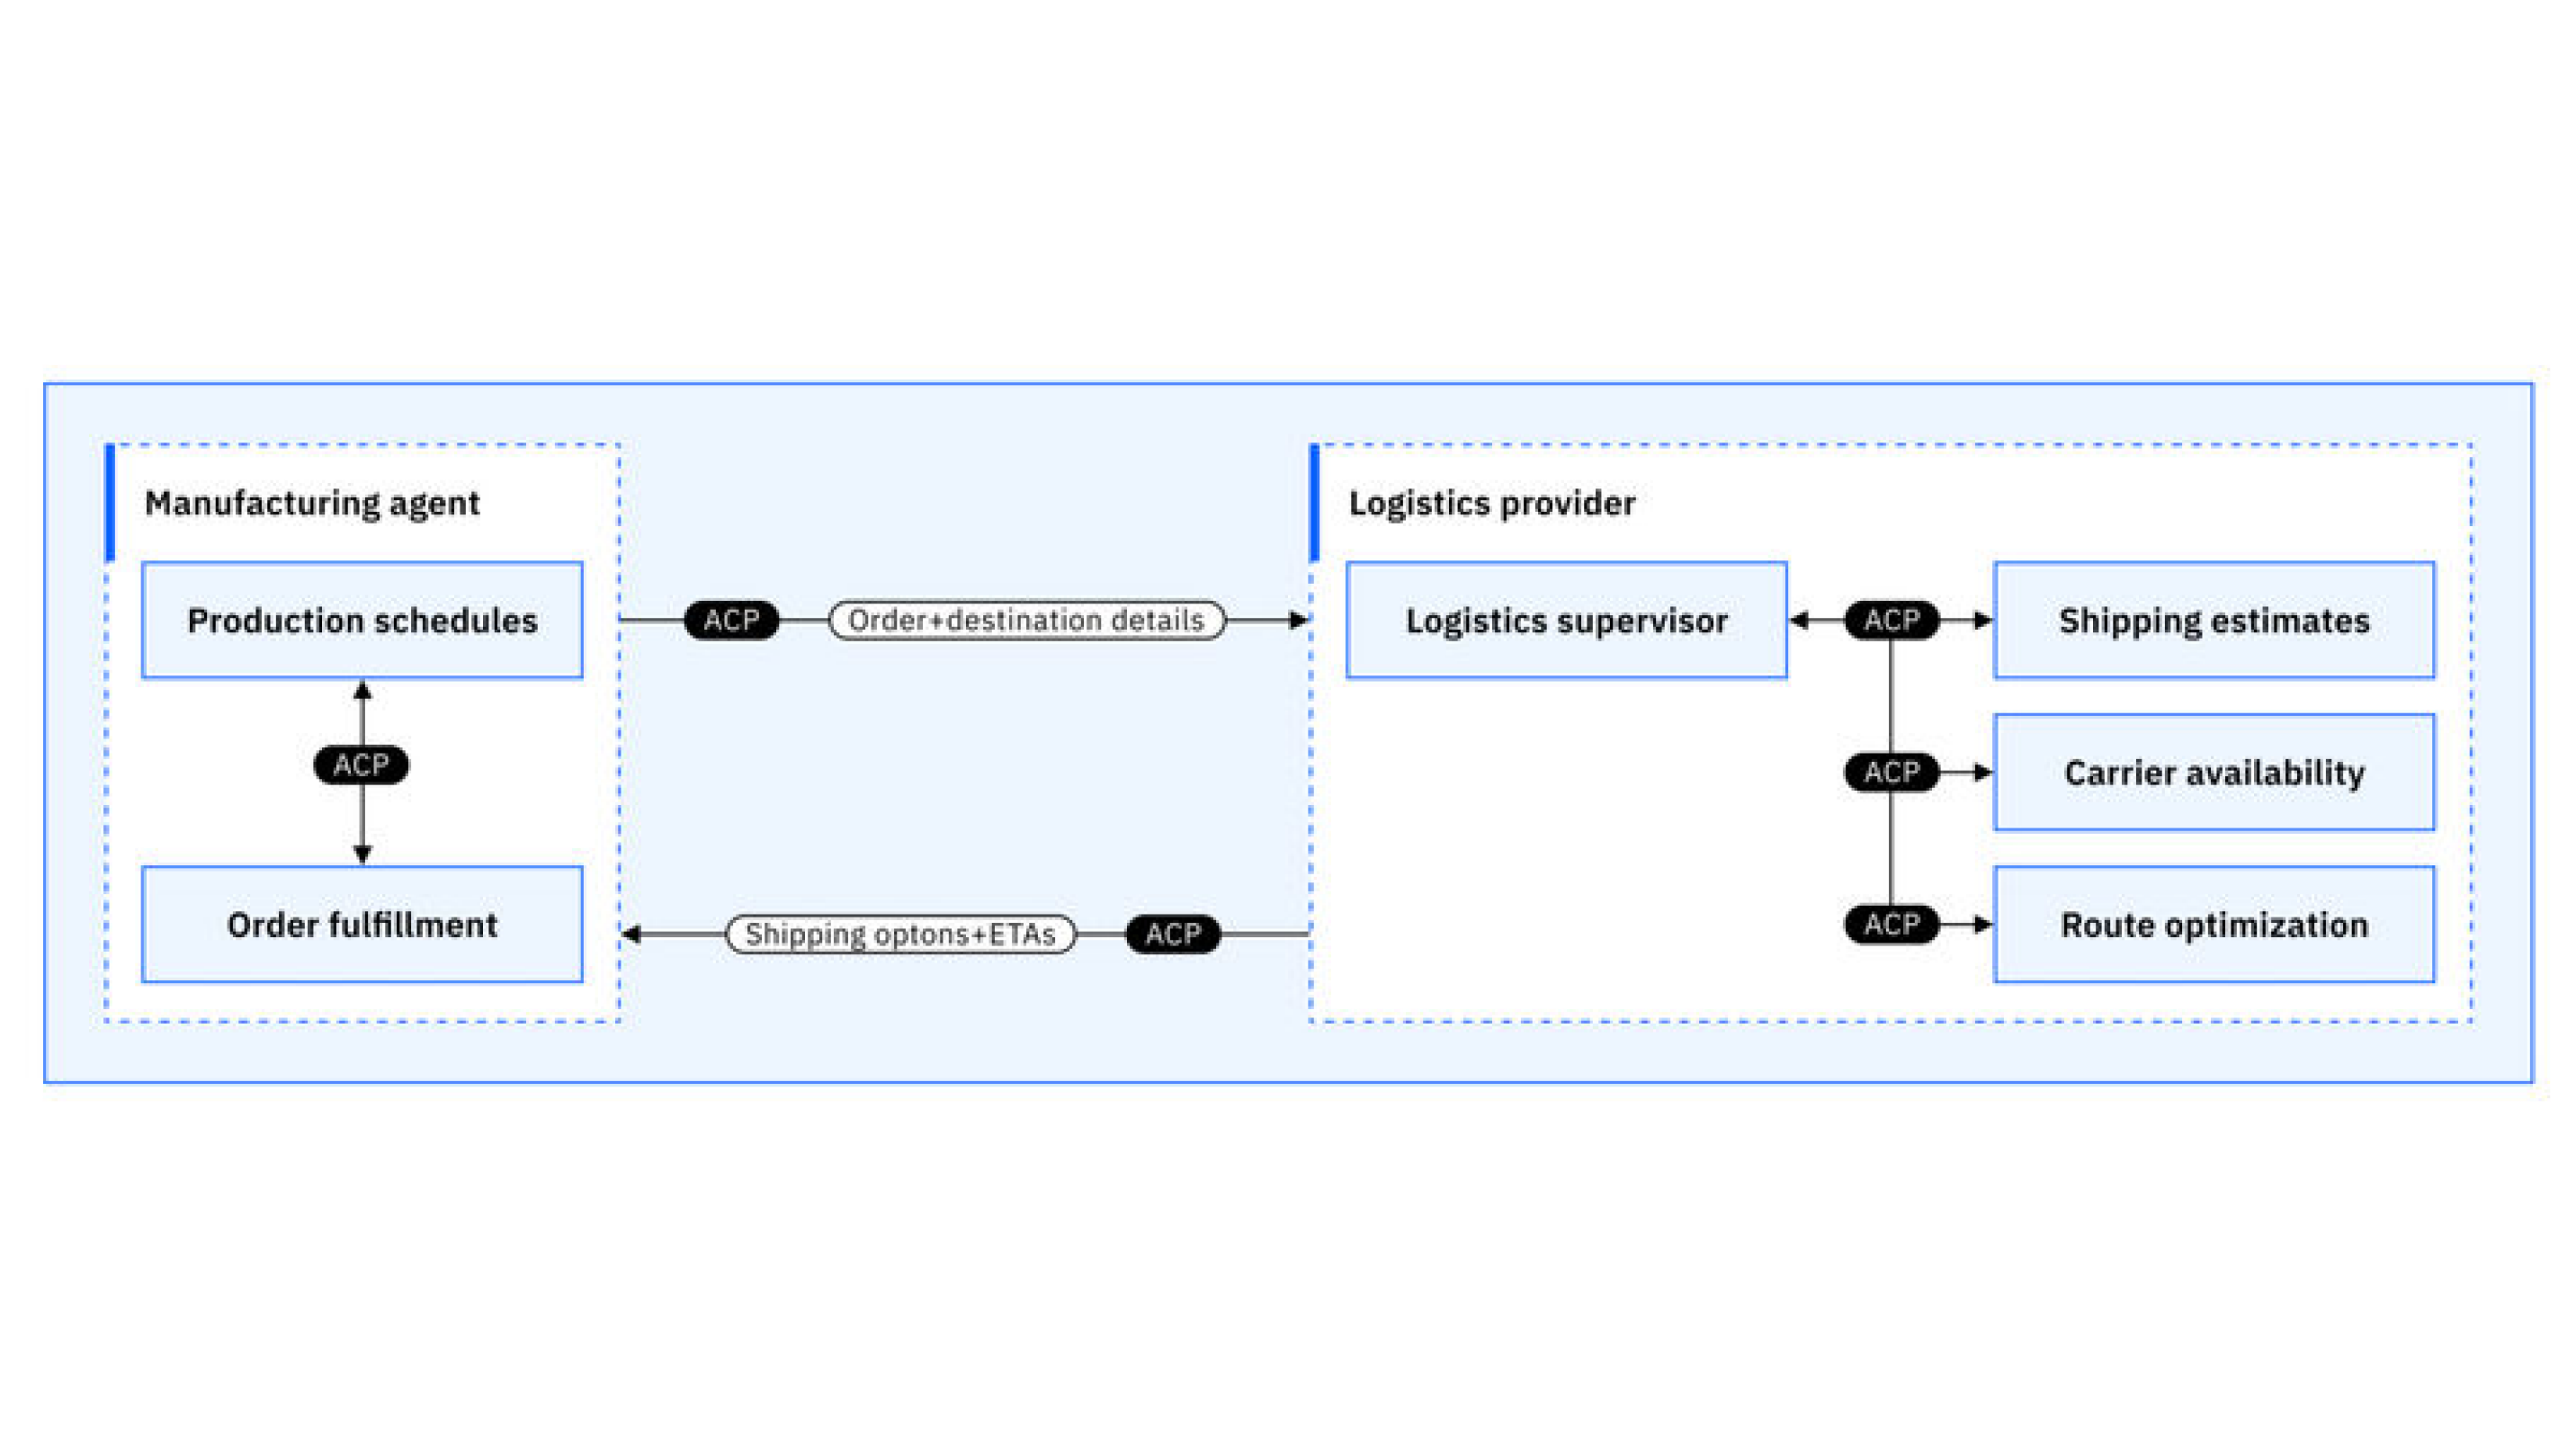 Manufacturing agent
Production schedules
ACP
Order fulfillment
ACP
Order+destination details
Shipping optons+ETAs
ACP
Logistics provider
Logistics supervisor
ACP
Shipping estimates
ACP
Carrier availability
ACP
Route optimization